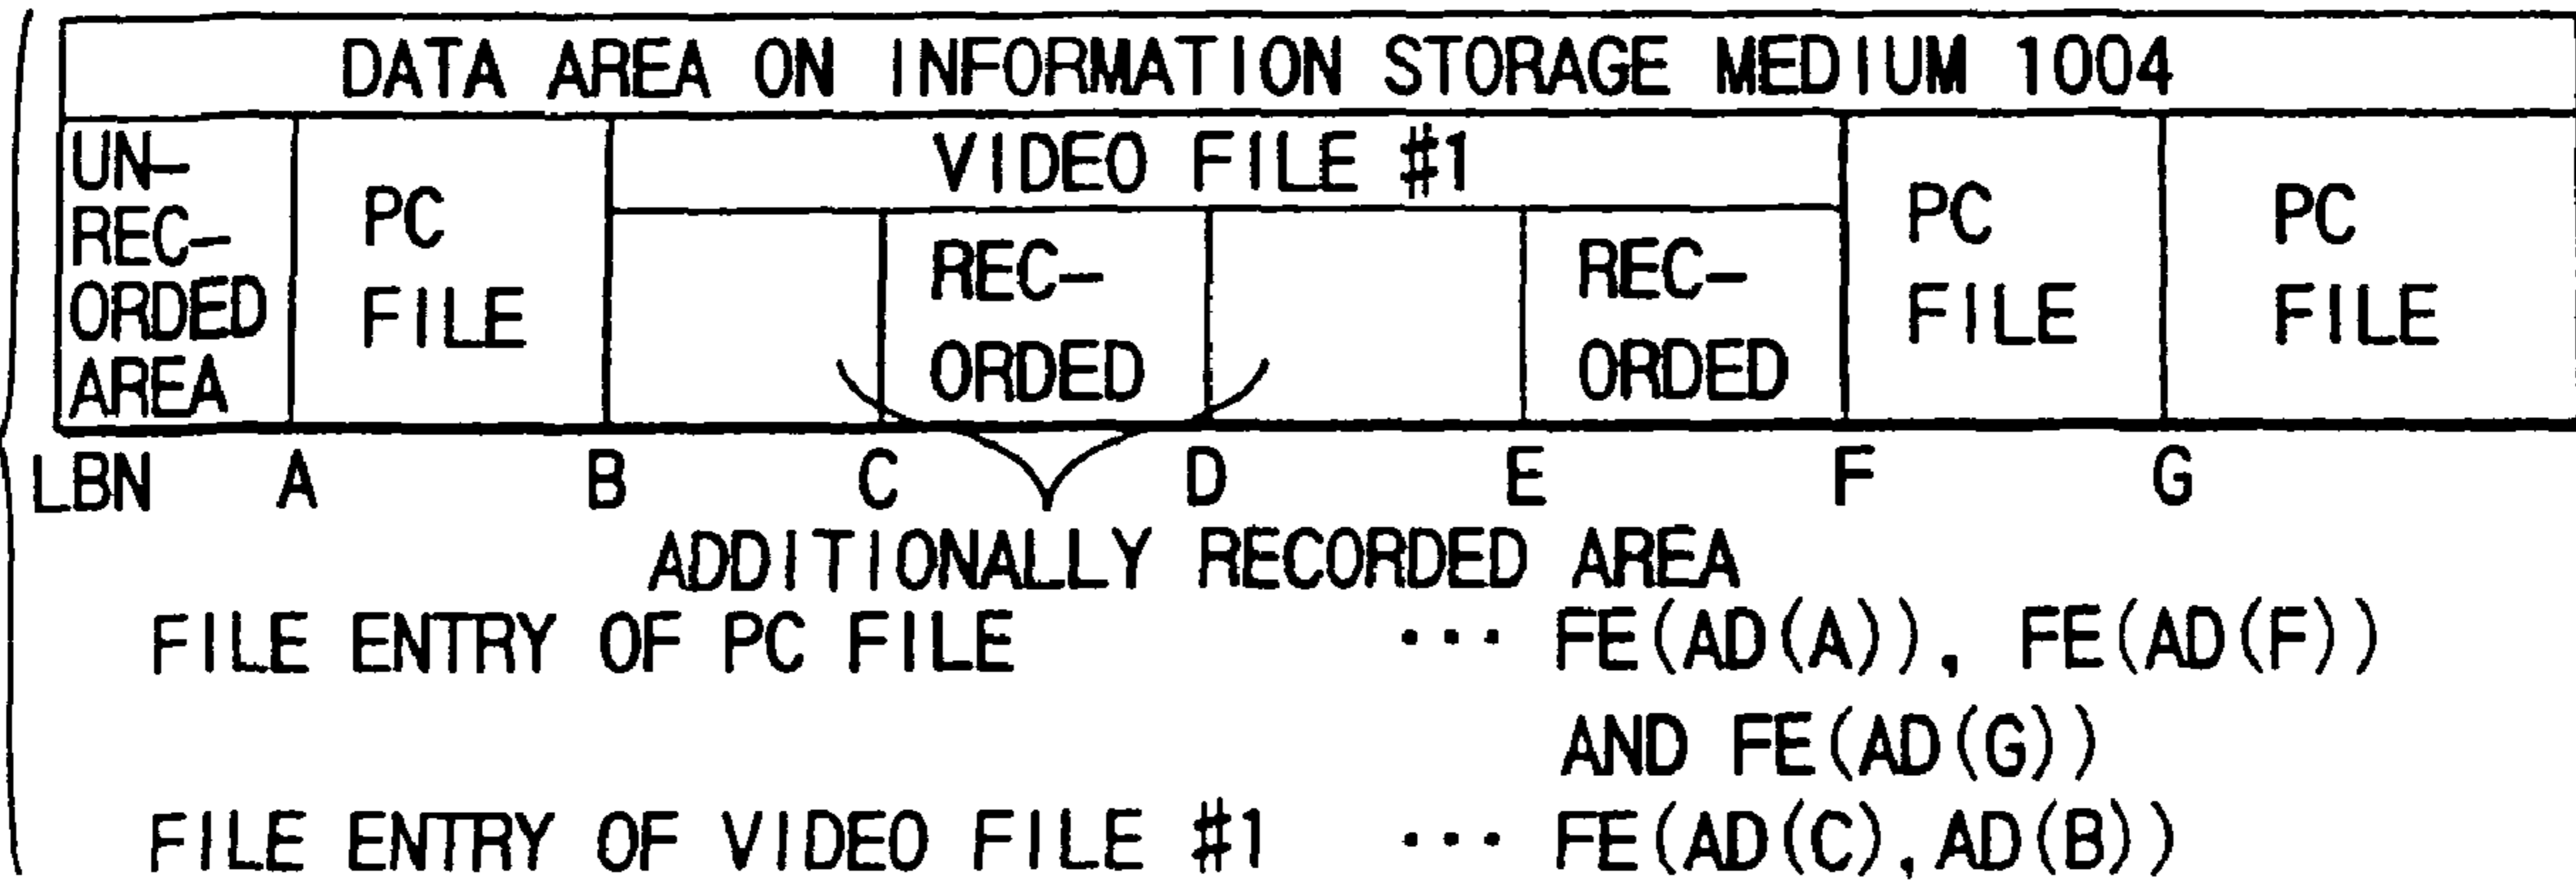 DATA AREA ON INFORMATION STORAGE MEDIUM 1004
UN-
REC-
ORDED
AREA
PC
FILE
VIDEO FILE #1
REC-
ORDED
REC-
ORDED
PC
FILE
PC
FILE
LBN A B C D E F G
ADDITIONALLY RECORDED AREA
FILE ENTRY OF PC FILE ··· FE(AD(A)), FE(AD(F))
AND FE(AD(G))
FILE ENTRY OF VIDEO FILE #1 ··· FE(AD(C), AD(B))